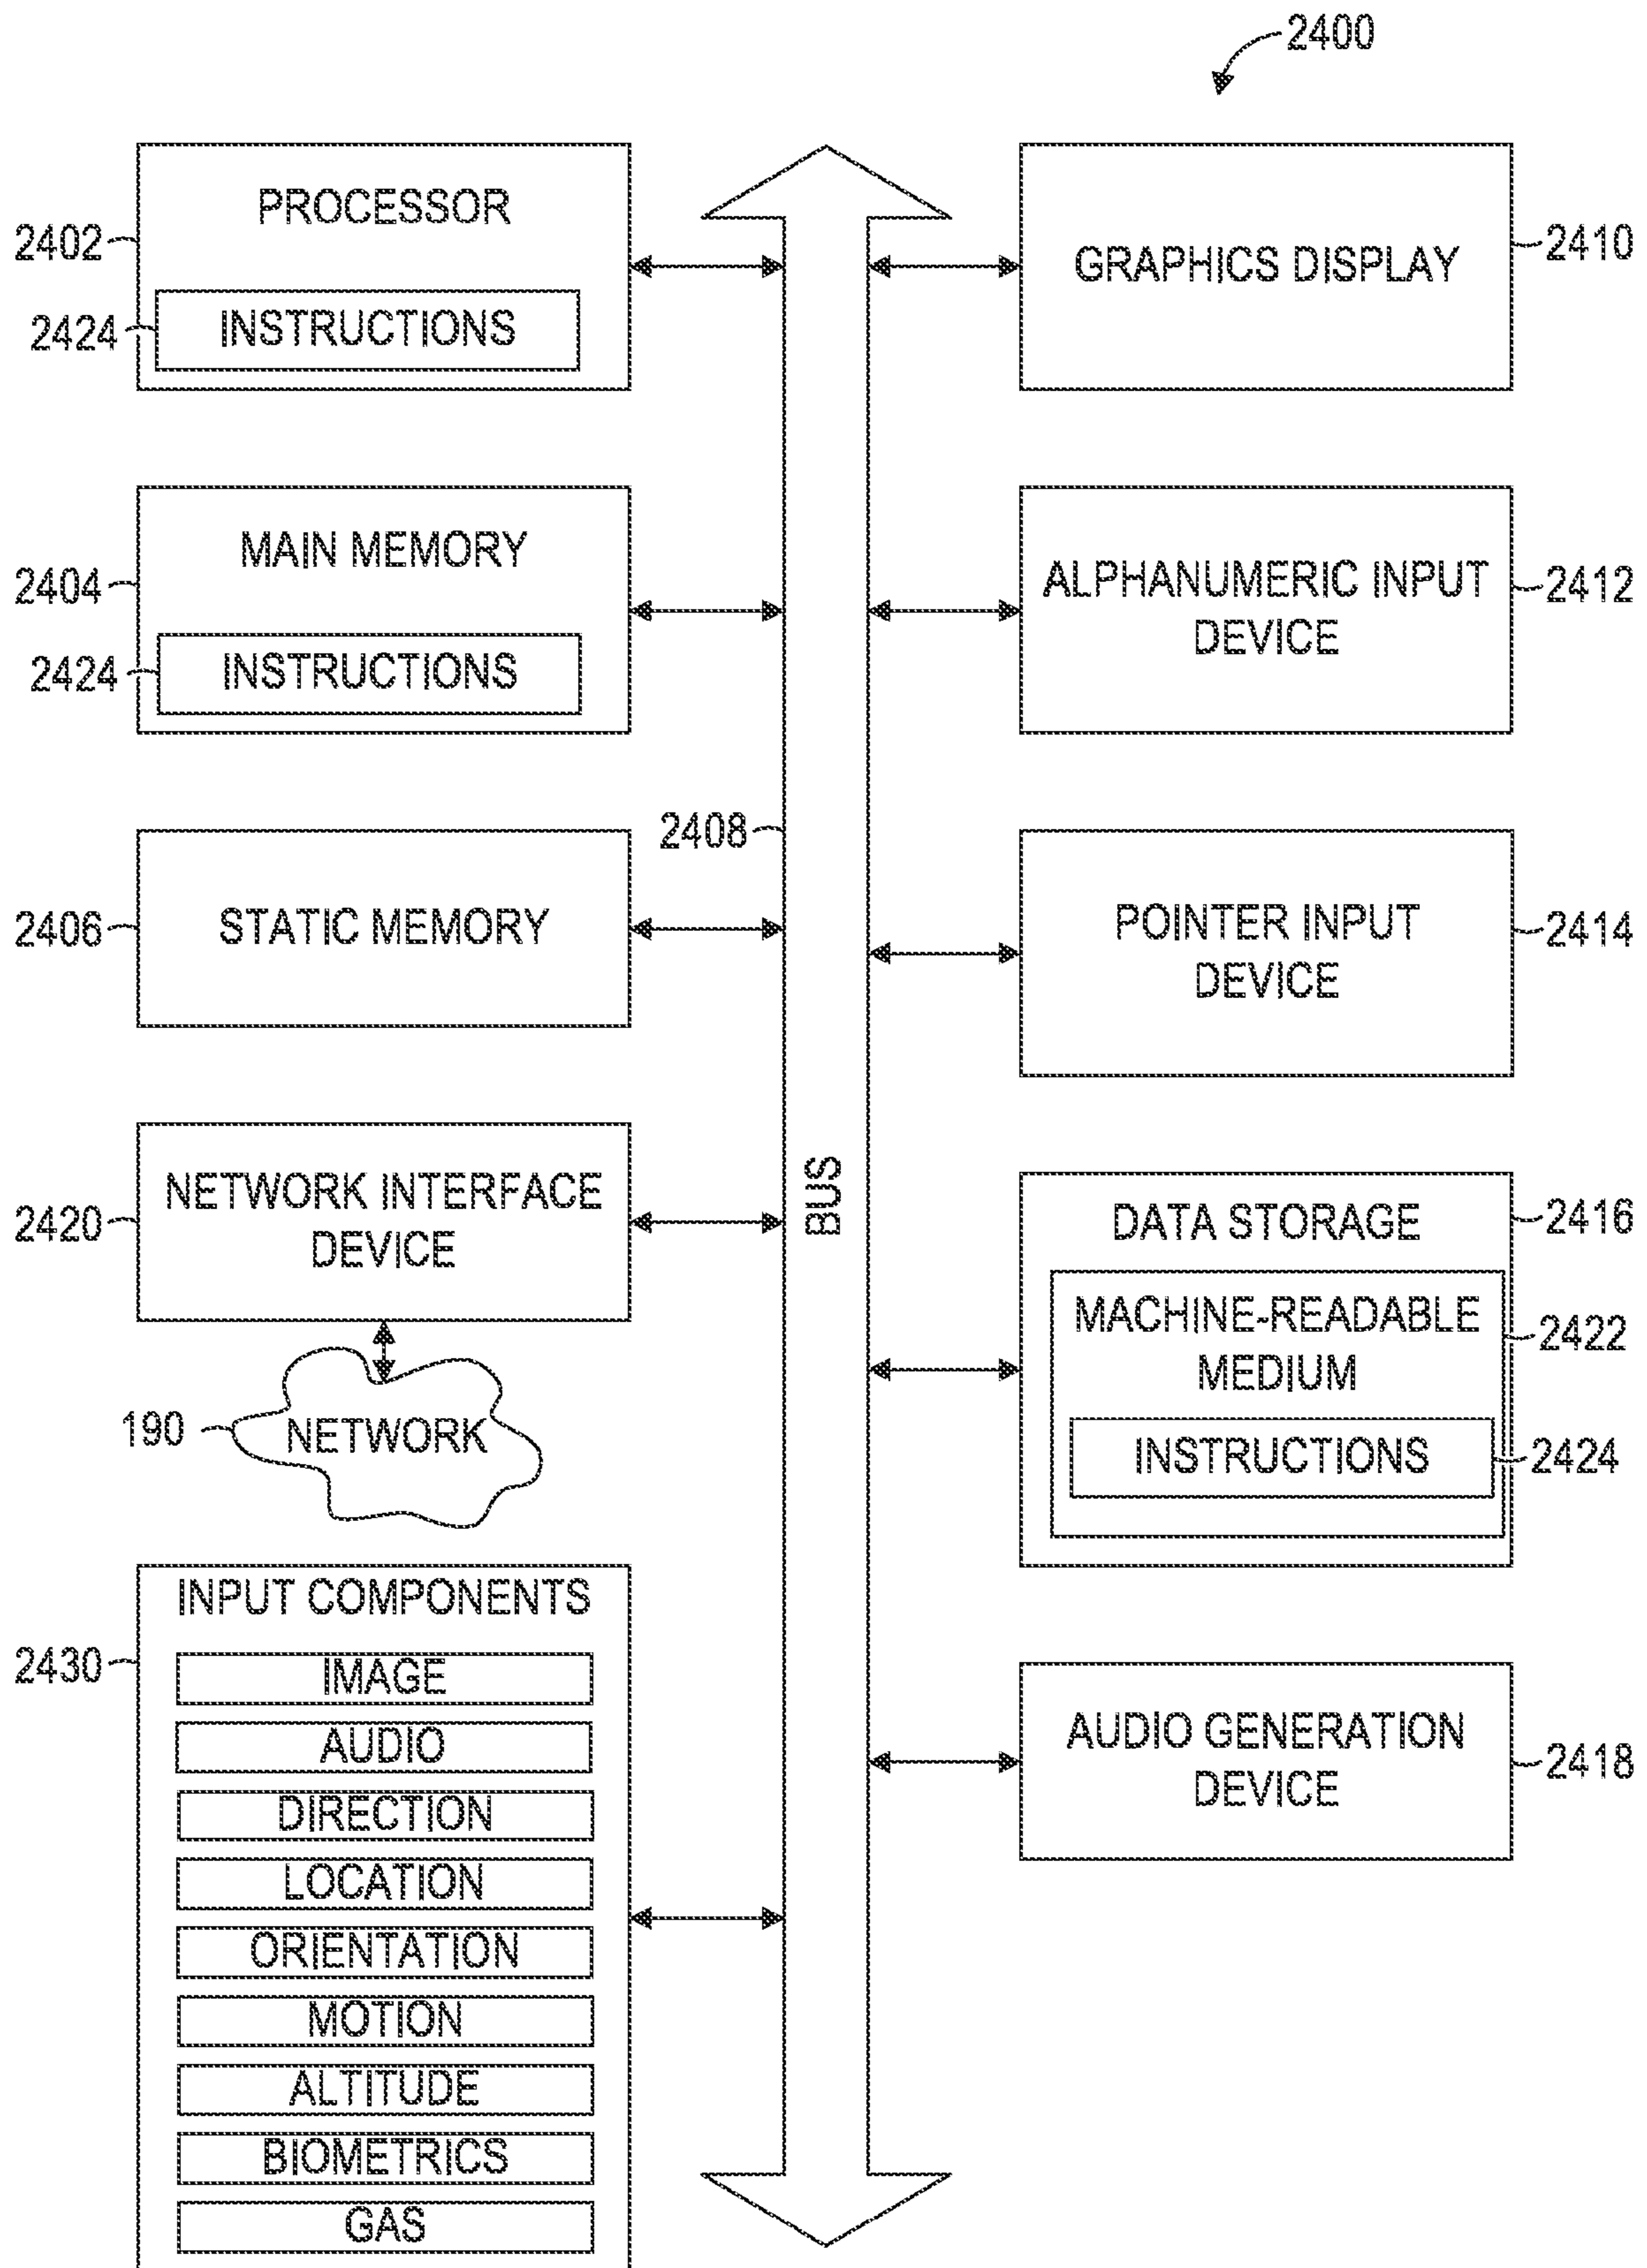 2400
PROCESSOR
2402
INSTRUCTIONS
2424
MAIN MEMORY
2404
INSTRUCTIONS
2424
2408
STATIC MEMORY
2406
NETWORK INTERFACE
DEVICE
2420
190
NETWORK
INPUT COMPONENTS
2430
IMAGE
AUDIO
DIRECTION
LOCATION
ORIENTATION
MOTION
ALTITUDE
BIOMETRICS
GAS
BUS
GRAPHICS DISPLAY
2410
ALPHANUMERIC INPUT
DEVICE
2412
POINTER INPUT
DEVICE
2414
DATA STORAGE
2416
MACHINE-READABLE
MEDIUM
2422
INSTRUCTIONS
2424
AUDIO GENERATION
DEVICE
2418